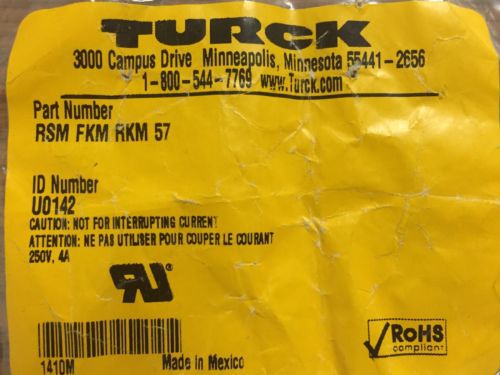 TURCK
3000 Campus Drive Minneapolis, Minnesota 55441-2656
1-800-544-7769 www.Turck.com
Part Number
RSM FKM RKM 57
ID Number
U0142
CAUTION: NOT FOR INTERRUPTING CURRENT
ATTENTION: NE PAS UTILISER POUR COUPER LE COURANT
250V, 4A
RU ®
1410M
Made in Mexico
RoHS
compliant